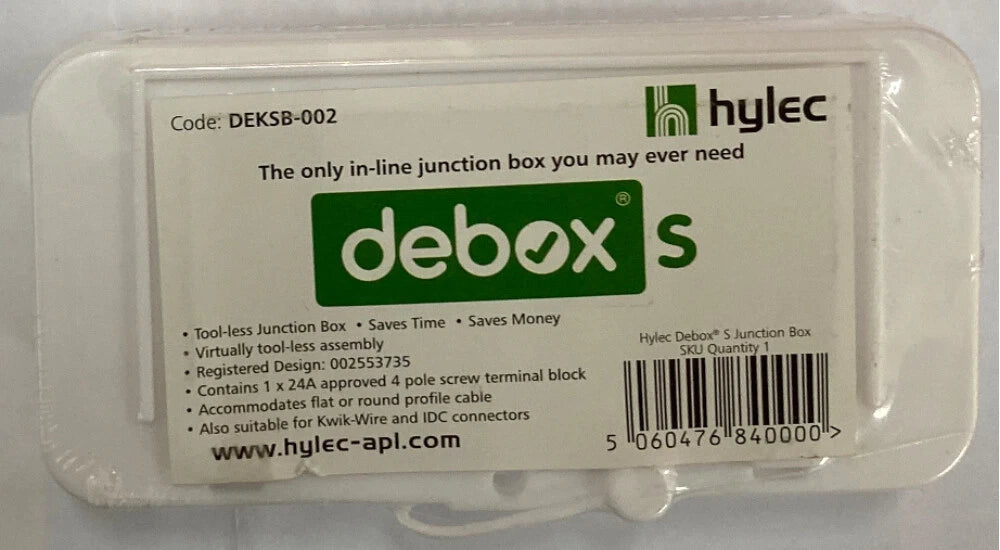 Code: DEKSB-002
hylec
The only in-line junction box you may ever need
debox® S
• Tool-less Junction Box • Saves Time • Saves Money
• Virtually tool-less assembly
• Registered Design: 002553735
• Contains 1 x 24A approved 4 pole screw terminal block
• Accommodates flat or round profile cable
• Also suitable for Kwik-Wire and IDC connectors
www.hylec-apl.com
Hylec Debox® S Junction Box
SKU Quantity 1
5 060476 840000 >